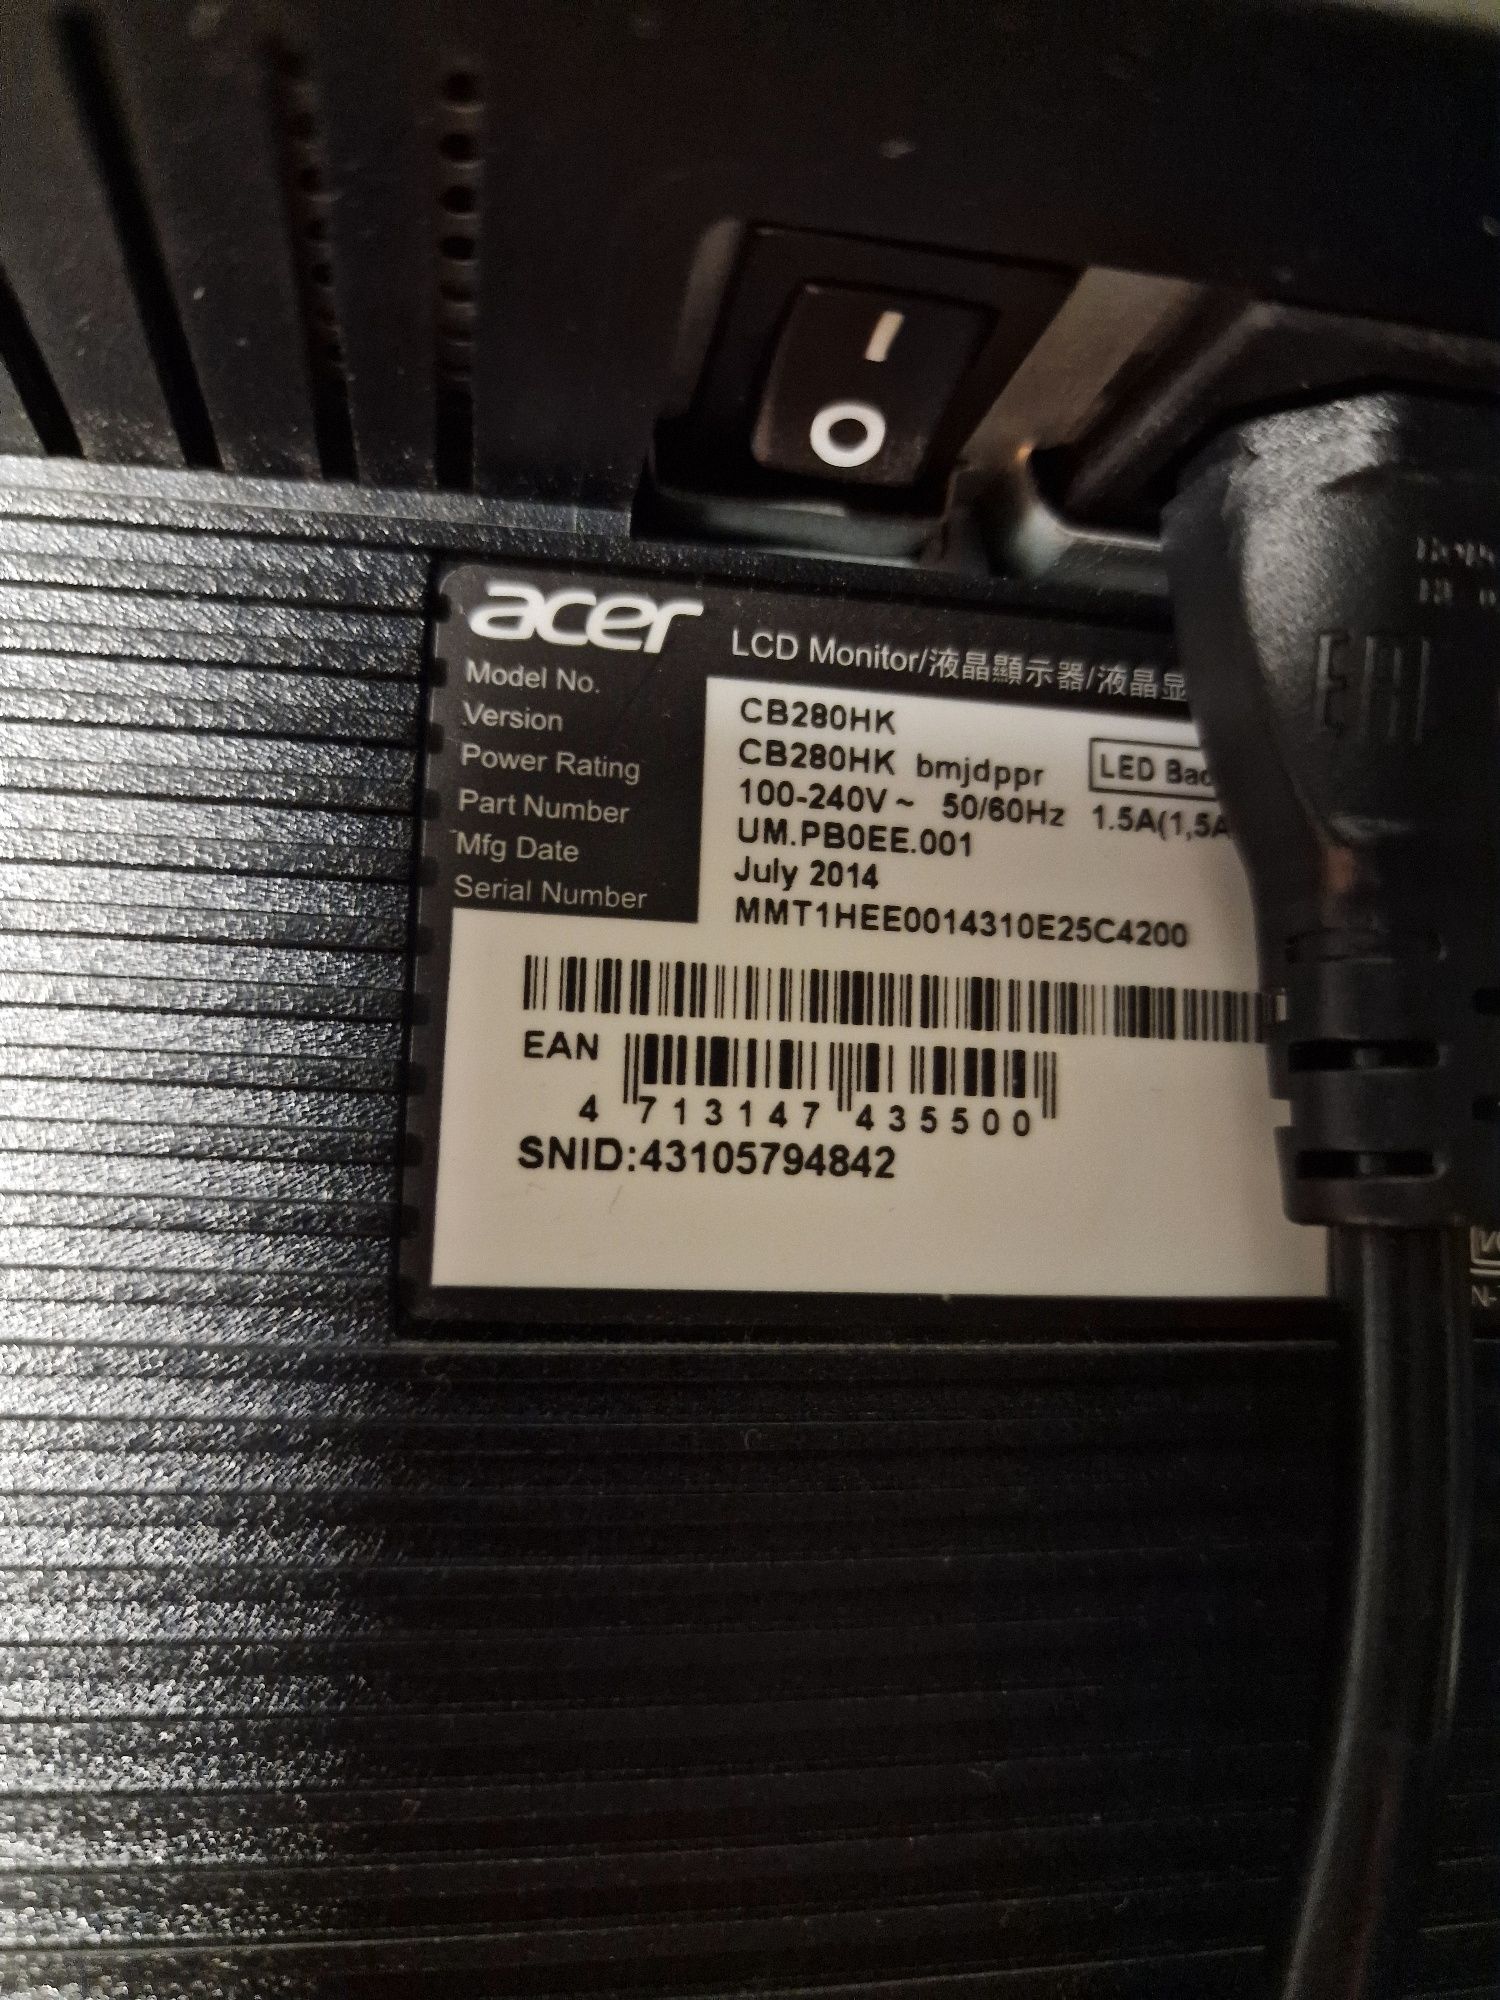 acer
LCD Monitor/液晶顯示器/液晶显
Model No. CB280HK
Version CB280HK bmjdppr LED Bac
Power Rating 100-240V~ 50/60Hz 1.5A(1,5A
Part Number UM.PB0EE.001
Mfg Date July 2014
Serial Number MMT1HEE0014310E25C4200
EAN
4 713147 435500
SNID:43105794842
EAC
N-